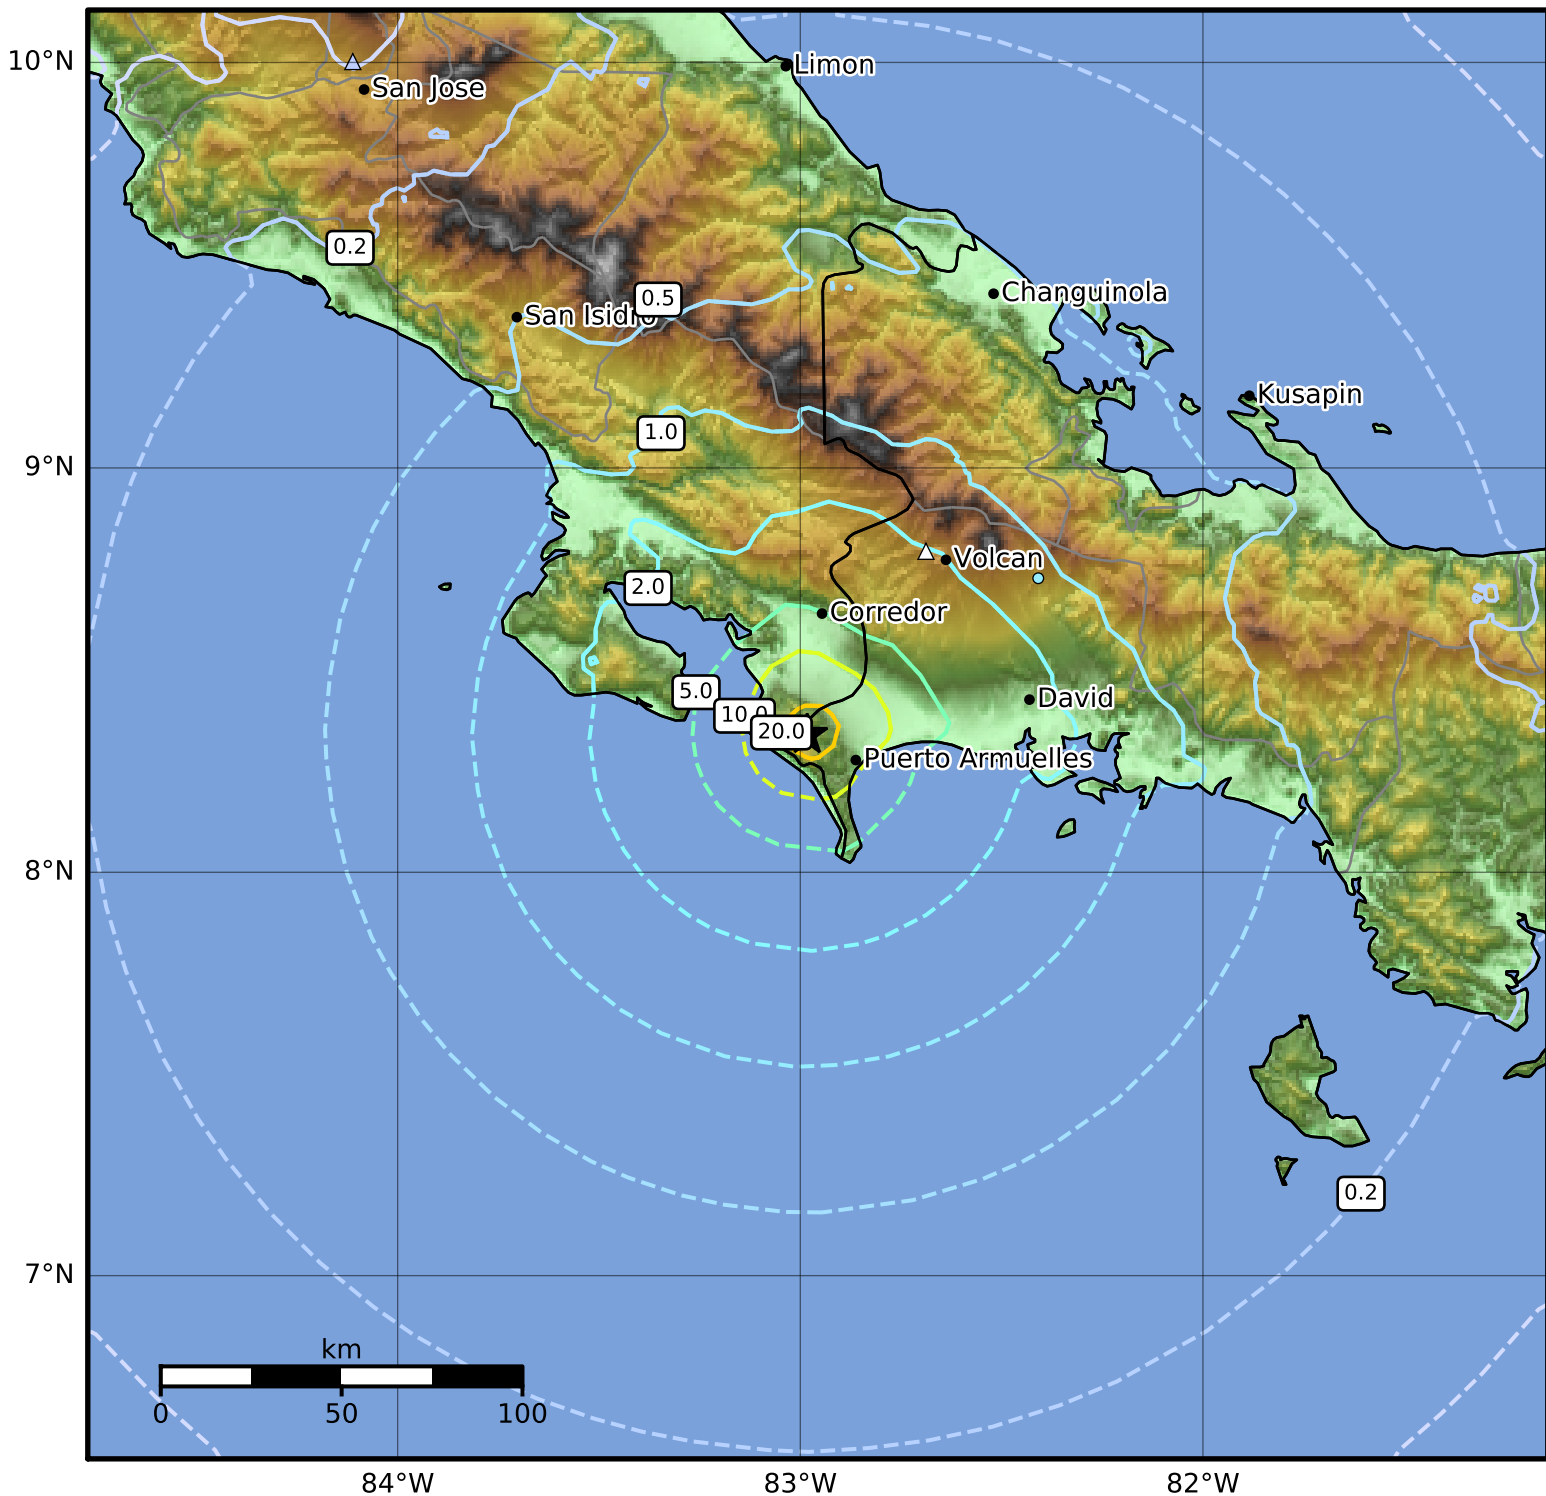 10°N
Limon
San Jose
0.2
Changuinola
0.5
San Isidro
Kusapin
1.0
9°N
Volcan
2.0
Corredor
5.0
David
10.0
20.0
Puerto Armuelles
8°N
0.2
7°N
km
0 50 100
84°W 83°W 82°W